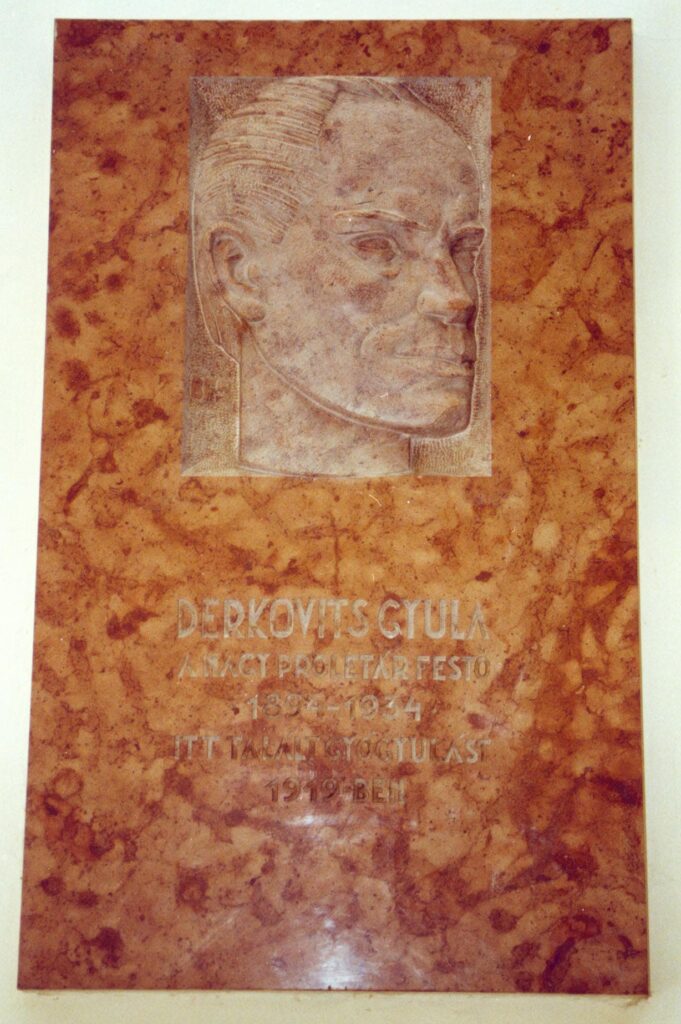 DERKOVITS GYULA
A NAGY PROLETÁR FESTŐ
1894-1934
ITT TALÁLT GYÓGYULÁST
1919-BEN